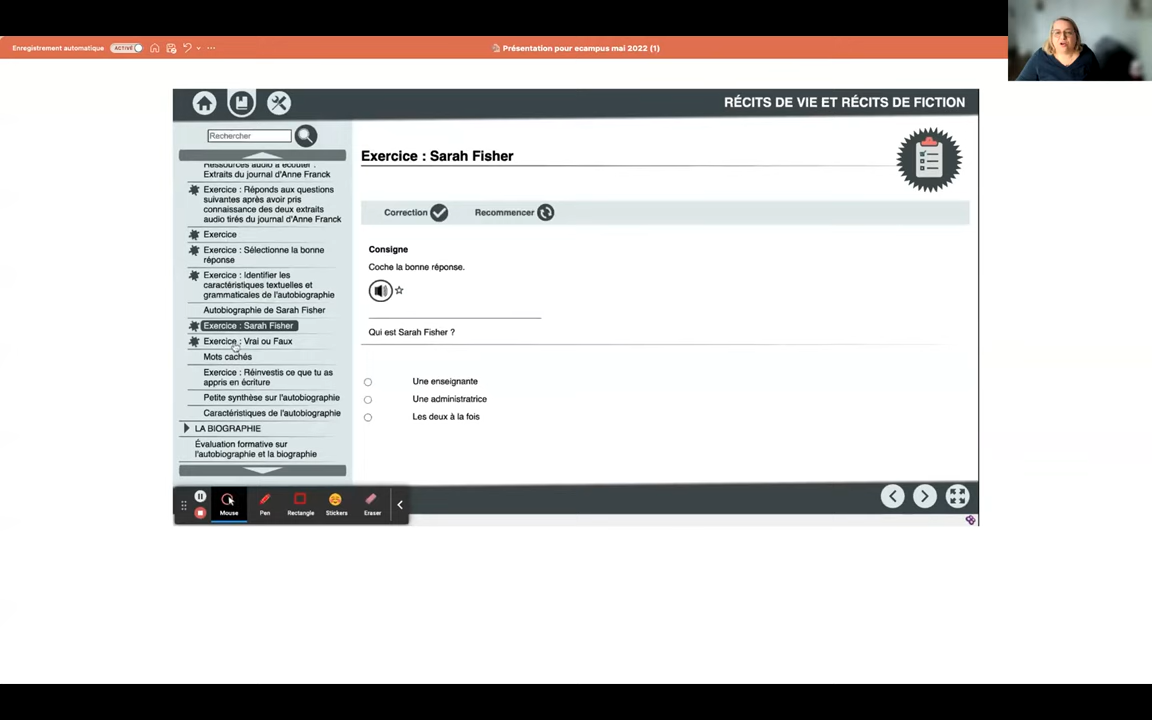 Enregistrement automatique
ACTIVÉ
Présentation pour ecampus mai 2022 (1)
RÉCITS DE VIE ET RÉCITS DE FICTION
Rechercher
Ressources audio à écouter :
Extraits du journal d'Anne Franck
Exercice : Réponds aux questions
suivantes après avoir pris
connaissance des deux extraits
audio tirés du journal d'Anne Franck
Exercice
Exercice : Sélectionne la bonne
réponse
Exercice : Identifier les
caractéristiques textuelles et
grammaticales de l'autobiographie
Autobiographie de Sarah Fisher
Exercice : Sarah Fisher
Exercice : Vrai ou Faux
Mots cachés
Exercice : Réinvestis ce que tu as
appris en écriture
Petite synthèse sur l'autobiographie
Caractéristiques de l'autobiographie
LA BIOGRAPHIE
Évaluation formative sur
l'autobiographie et la biographie
Exercice : Sarah Fisher
Correction
Recommencer
Consigne
Coche la bonne réponse.
Qui est Sarah Fisher ?
Une enseignante
Une administratrice
Les deux à la fois
Mouse
Pen
Rectangle
Stickers
Eraser